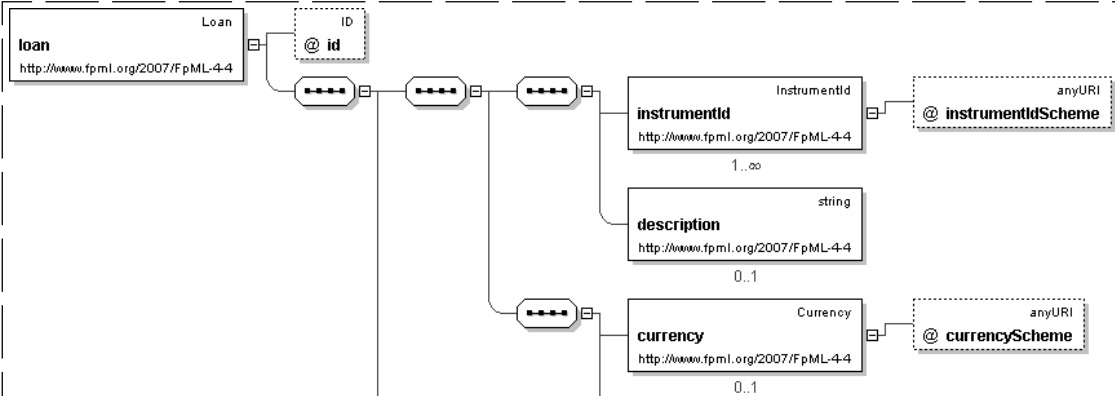 Loan
loan
http://www.fpml.org/2007/FpML-4-4
ID
@ id
InstrumentId
instrumentId
http://www.fpml.org/2007/FpML-4-4
1..∞
anyURI
@ instrumentIdScheme
string
description
http://www.fpml.org/2007/FpML-4-4
0..1
Currency
currency
http://www.fpml.org/2007/FpML-4-4
0..1
anyURI
@ currencyScheme